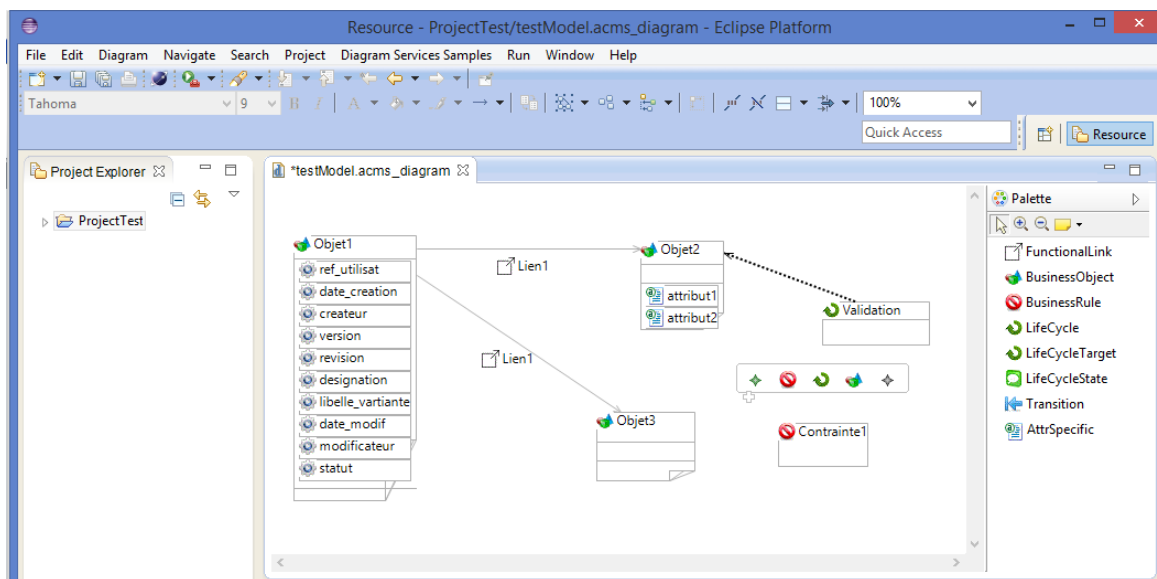 Resource - ProjectTest/testModel.acms_diagram - Eclipse Platform
File Edit Diagram Navigate Search Project Diagram Services Samples Run Window Help
Tahoma 9 B I A 100%
Quick Access Resource
Project Explorer
ProjectTest
*testModel.acms_diagram
Objet1
ref_utilisat
date_creation
createur
version
revision
designation
libelle_vartiante
date_modif
modificateur
statut
Lien1
Lien1
Objet2
attribut1
attribut2
Validation
Objet3
Contrainte1
Palette
FunctionalLink
BusinessObject
BusinessRule
LifeCycle
LifeCycleTarget
LifeCycleState
Transition
AttrSpecific